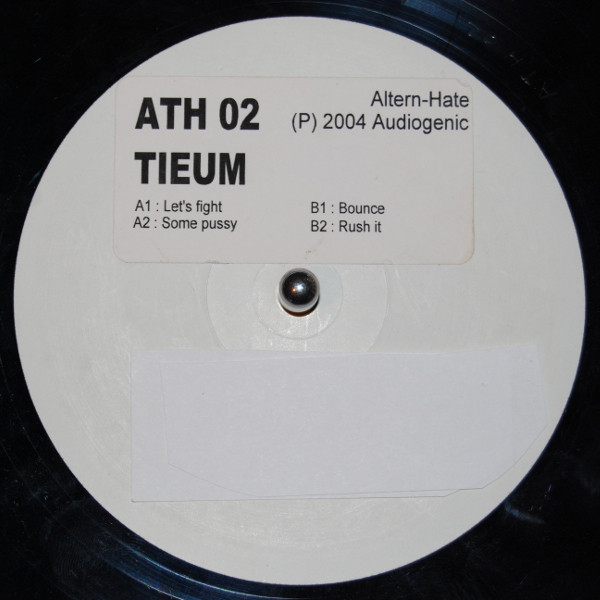 ATH 02
Altern-Hate
(P) 2004 Audiogenic
TIEUM
A1 : Let's fight
A2 : Some pussy
B1 : Bounce
B2 : Rush it